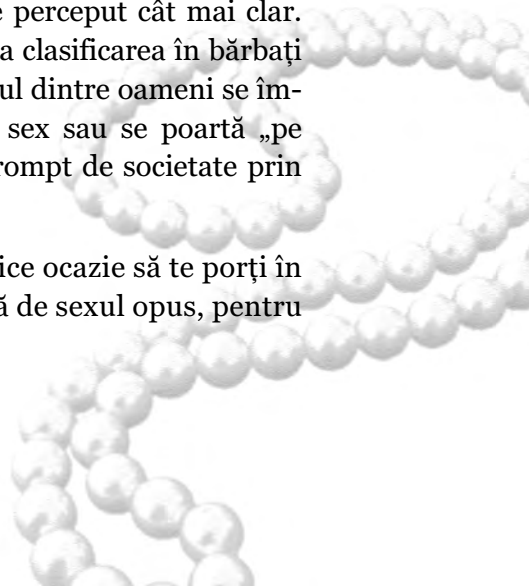 e perceput cât mai clar.
a clasificarea în bărbați
ul dintre oameni se îm-
sex sau se poartă „pe
rompt de societate prin
ice ocazie să te porți în
ă de sexul opus, pentru